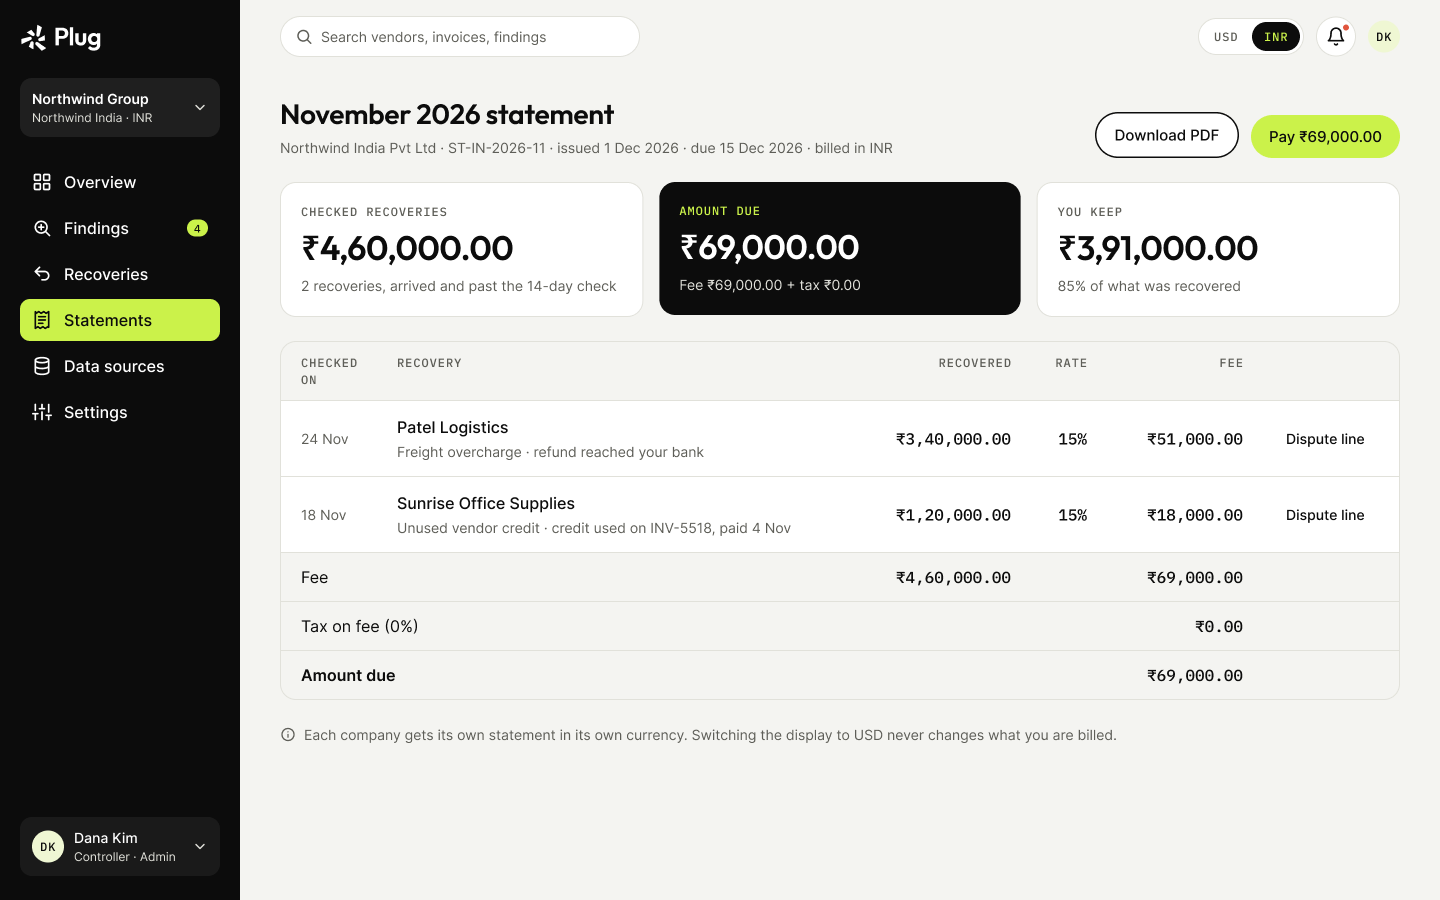 Plug
Northwind Group
Northwind India · INR
Overview
Findings 4
Recoveries
Statements
Data sources
Settings
DK
Dana Kim
Controller · Admin
Search vendors, invoices, findings
USD INR
DK
November 2026 statement
Northwind India Pvt Ltd · ST-IN-2026-11 · issued 1 Dec 2026 · due 15 Dec 2026 · billed in INR
Download PDF
Pay ₹69,000.00
CHECKED RECOVERIES
₹4,60,000.00
2 recoveries, arrived and past the 14-day check
AMOUNT DUE
₹69,000.00
Fee ₹69,000.00 + tax ₹0.00
YOU KEEP
₹3,91,000.00
85% of what was recovered
CHECKED ON RECOVERY RECOVERED RATE FEE
24 Nov Patel Logistics ₹3,40,000.00 15% ₹51,000.00 Dispute line
Freight overcharge · refund reached your bank
18 Nov Sunrise Office Supplies ₹1,20,000.00 15% ₹18,000.00 Dispute line
Unused vendor credit · credit used on INV-5518, paid 4 Nov
Fee ₹4,60,000.00 ₹69,000.00
Tax on fee (0%) ₹0.00
Amount due ₹69,000.00
Each company gets its own statement in its own currency. Switching the display to USD never changes what you are billed.